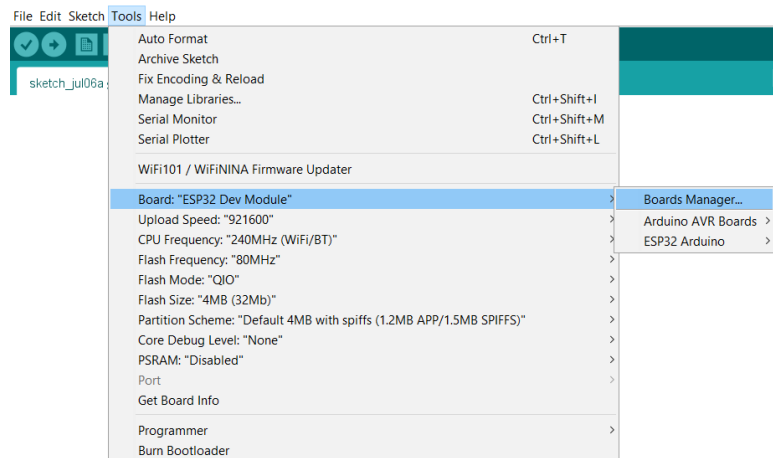 File Edit Sketch Tools Help
sketch_jul06a
Auto Format Ctrl+T
Archive Sketch
Fix Encoding & Reload
Manage Libraries... Ctrl+Shift+I
Serial Monitor Ctrl+Shift+M
Serial Plotter Ctrl+Shift+L
WiFi101 / WiFiNINA Firmware Updater
Board: "ESP32 Dev Module"
Boards Manager...
Upload Speed: "921600"
Arduino AVR Boards
CPU Frequency: "240MHz (WiFi/BT)"
ESP32 Arduino
Flash Frequency: "80MHz"
Flash Mode: "QIO"
Flash Size: "4MB (32Mb)"
Partition Scheme: "Default 4MB with spiffs (1.2MB APP/1.5MB SPIFFS)"
Core Debug Level: "None"
PSRAM: "Disabled"
Port
Get Board Info
Programmer
Burn Bootloader